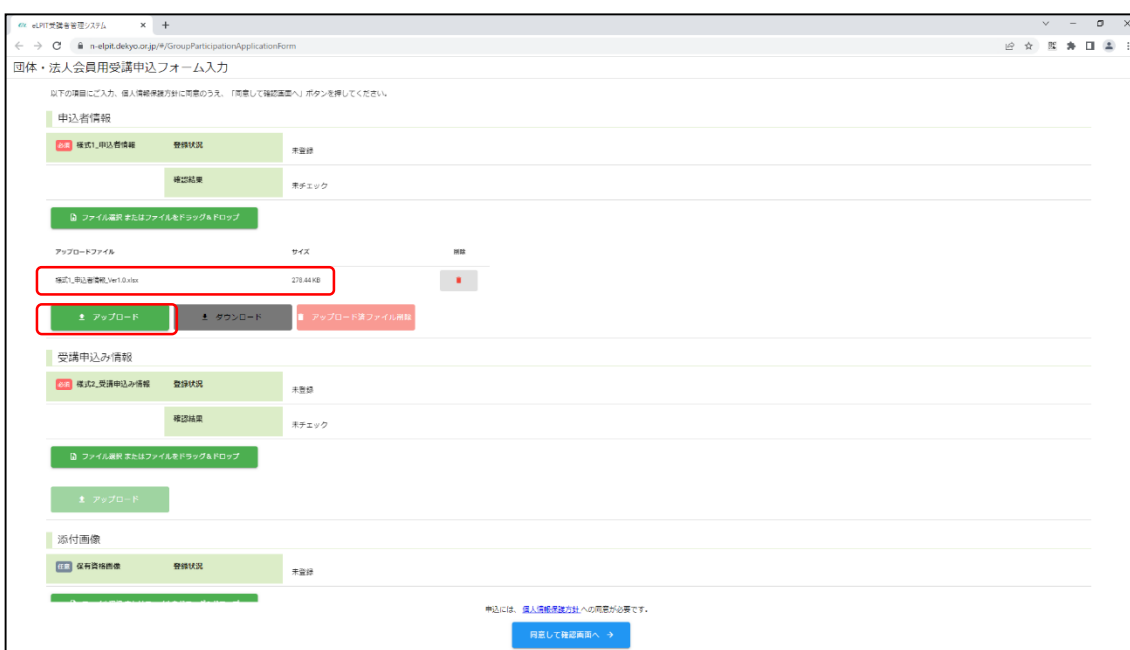 eLPIT受講者管理システム
n-elpit.dekyo.or.jp/#/GroupParticipationApplicationForm
団体・法人会員用受講申込フォーム入力
以下の項目にご入力、個人情報保護方針に同意のうえ、「同意して確認画面へ」ボタンを押してください。
申込者情報
必須 様式1_申込者情報 登録状況 未登録
確認結果 未チェック
ファイル選択 またはファイルをドラッグ&ドロップ
アップロードファイル サイズ 削除
様式1_申込者情報_Ver1.0.xlsx 278.44 KB
アップロード ダウンロード アップロード済ファイル削除
受講申込み情報
必須 様式2_受講申込み情報 登録状況 未登録
確認結果 未チェック
ファイル選択 またはファイルをドラッグ&ドロップ
アップロード
添付画像
任意 保有資格画像 登録状況 未登録
申込には、個人情報保護方針への同意が必要です。
同意して確認画面へ →